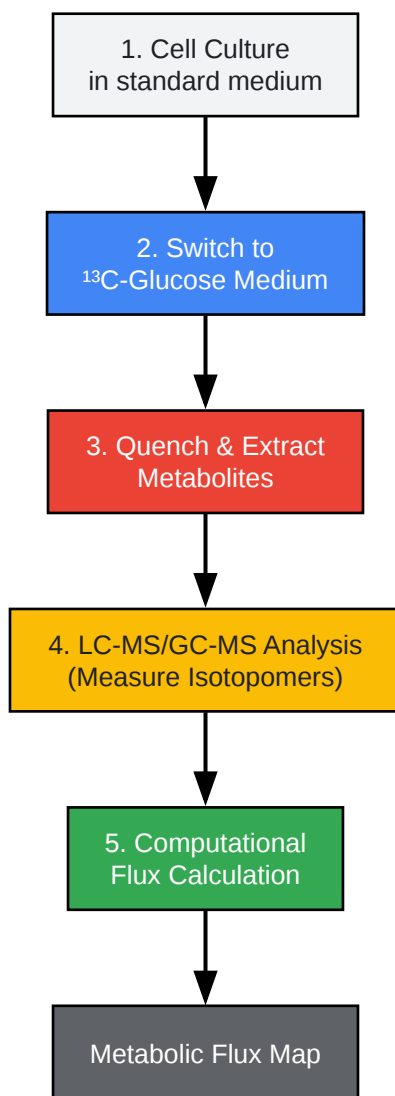 1. Cell Culture
in standard medium
2. Switch to
¹³C-Glucose Medium
3. Quench & Extract
Metabolites
4. LC-MS/GC-MS Analysis
(Measure Isotopomers)
5. Computational
Flux Calculation
Metabolic Flux Map